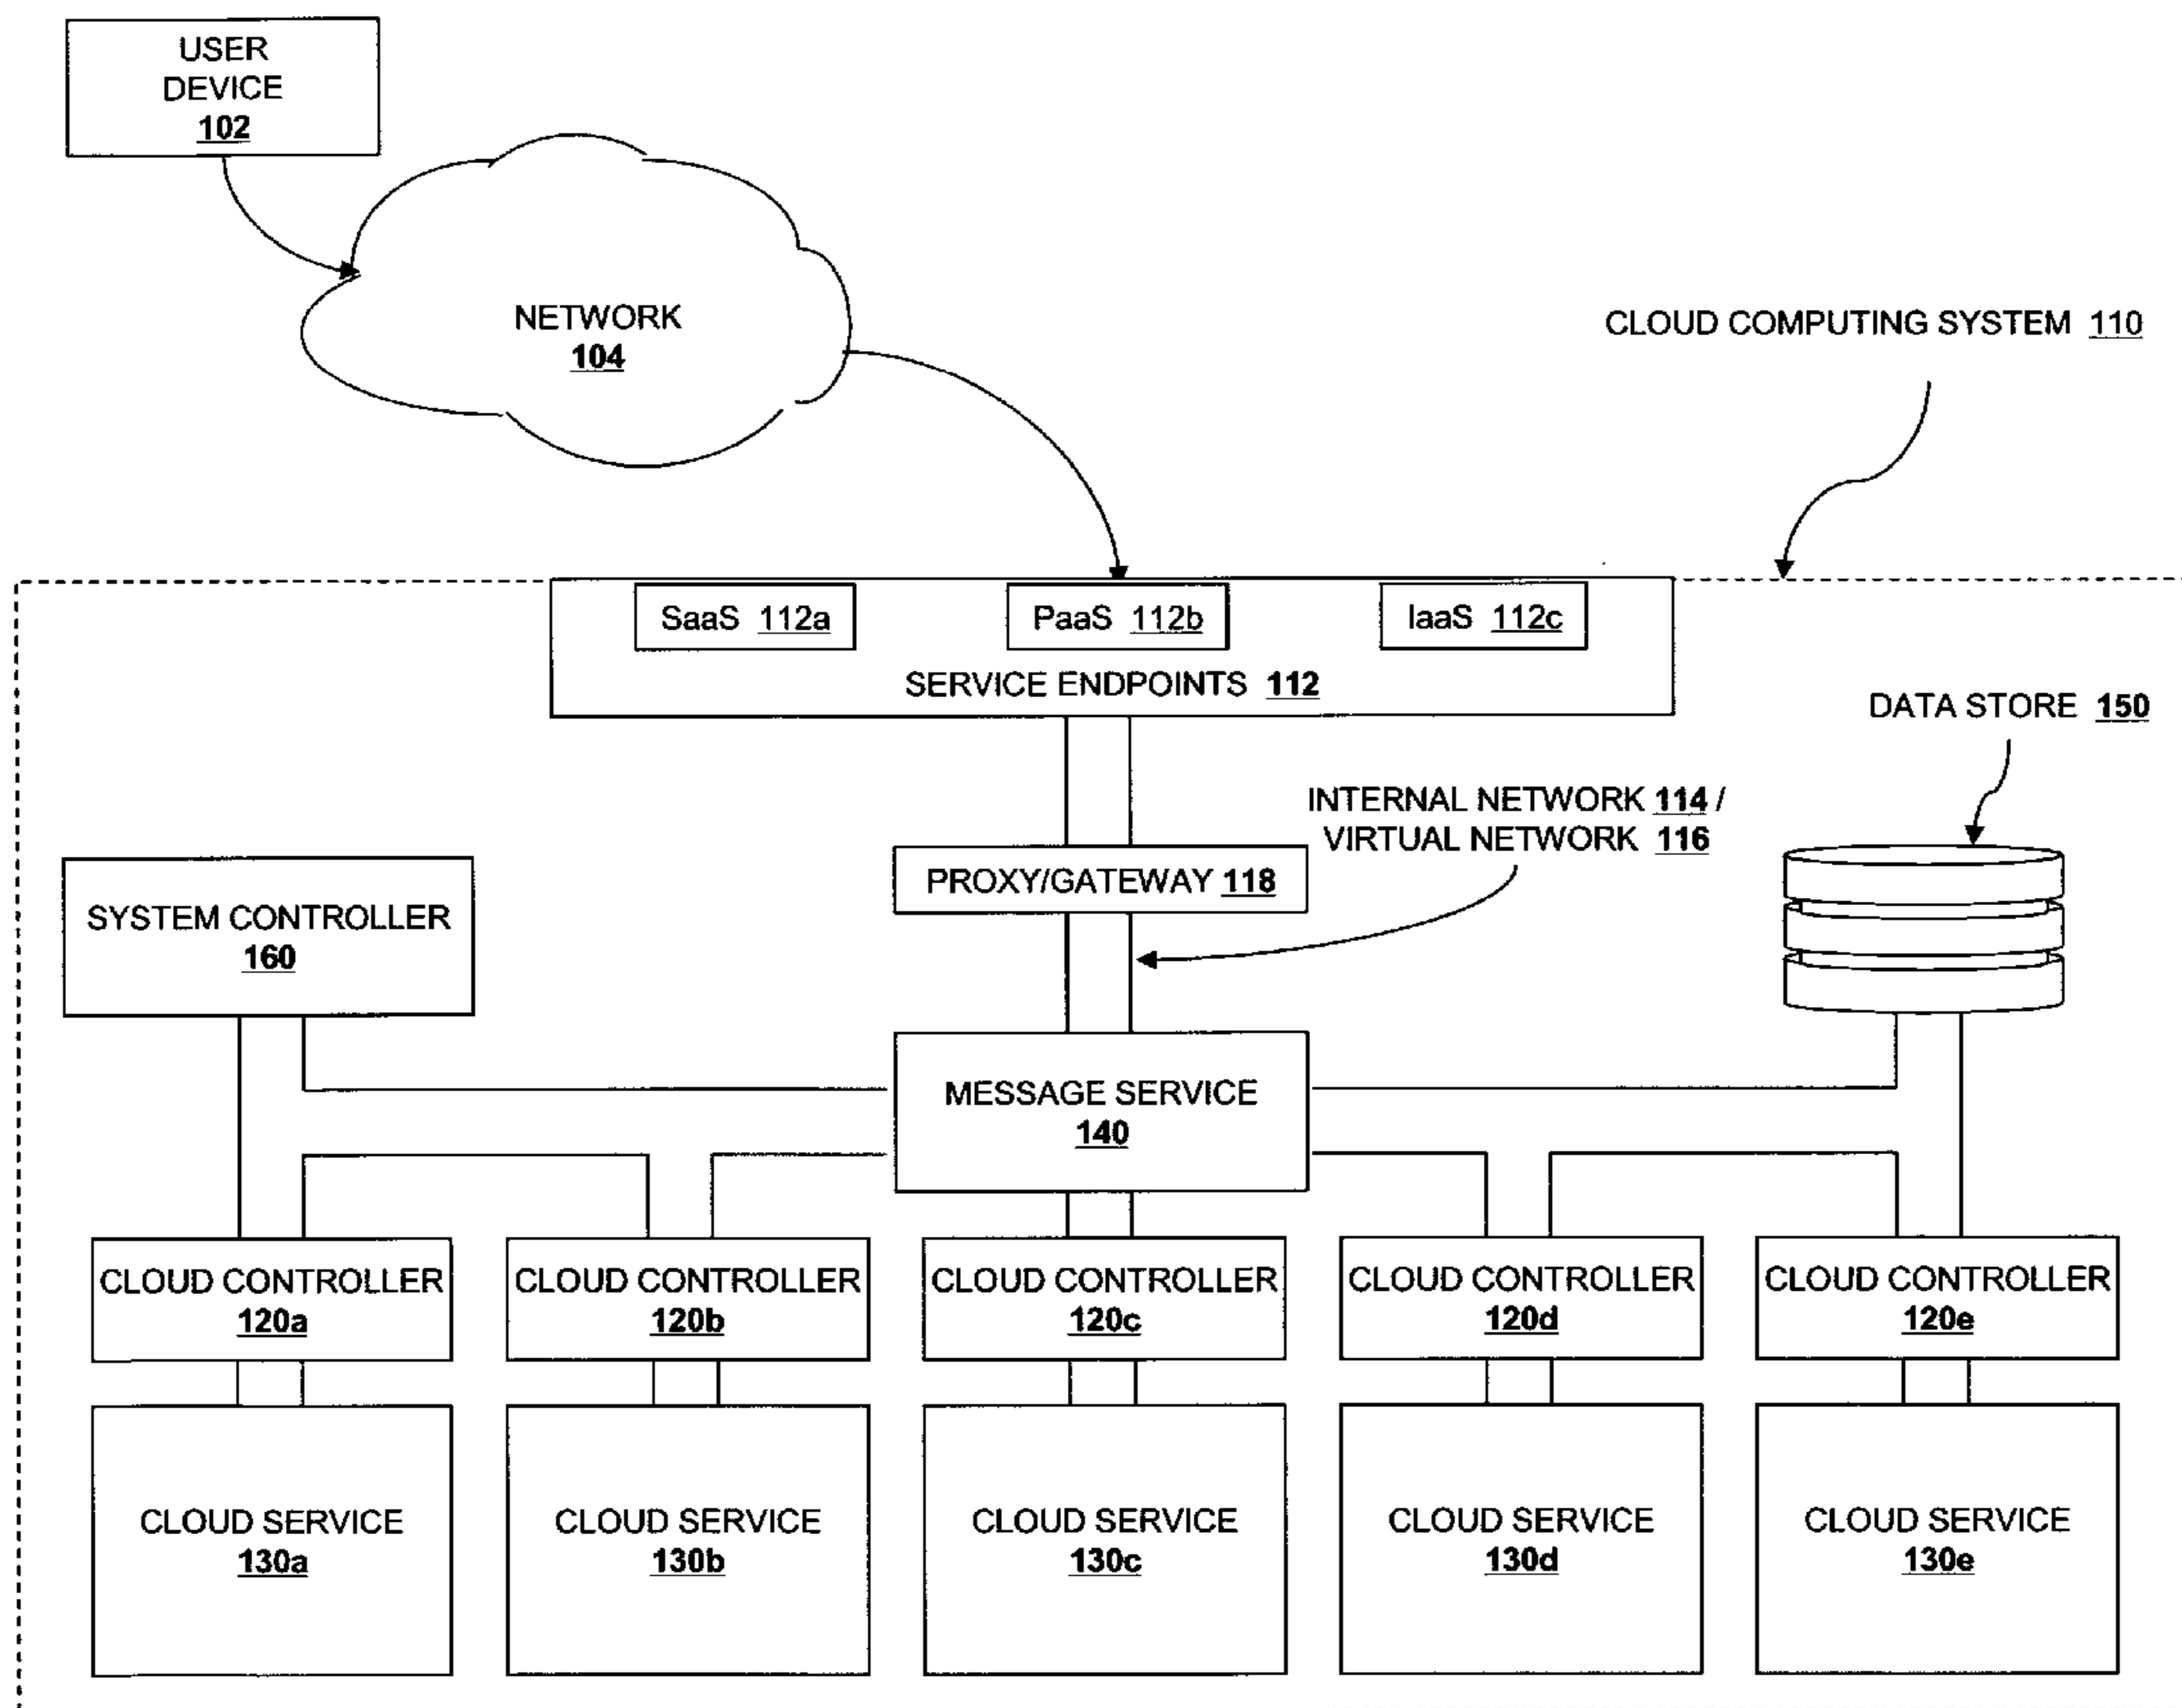 USER
DEVICE
102
NETWORK
104
CLOUD COMPUTING SYSTEM 110
SaaS 112a
PaaS 112b
IaaS 112c
SERVICE ENDPOINTS 112
DATA STORE 150
INTERNAL NETWORK 114 /
VIRTUAL NETWORK 116
PROXY/GATEWAY 118
SYSTEM CONTROLLER
160
MESSAGE SERVICE
140
CLOUD CONTROLLER
120a
CLOUD CONTROLLER
120b
CLOUD CONTROLLER
120c
CLOUD CONTROLLER
120d
CLOUD CONTROLLER
120e
CLOUD SERVICE
130a
CLOUD SERVICE
130b
CLOUD SERVICE
130c
CLOUD SERVICE
130d
CLOUD SERVICE
130e